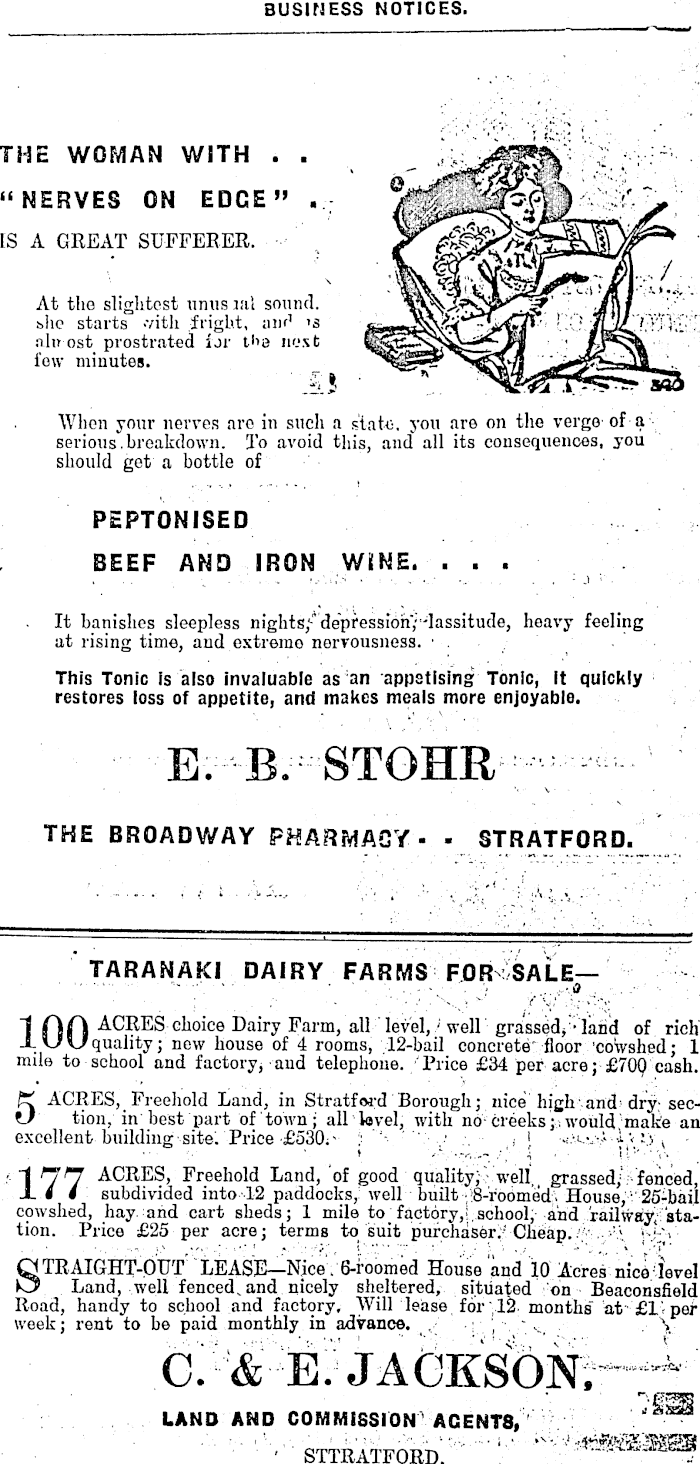 BUSINESS NOTICES.
THE WOMAN WITH . .
"NERVES ON EDGE" .
IS A GREAT SUFFERER.
At the slightest unusual sound,
she starts with fright, and is
almost prostrated for the next
few minutes.
390
When your nerves are in such a state, you are on the verge of a
serious breakdown. To avoid this, and all its consequences, you
should get a bottle of
PEPTONISED
BEEF AND IRON WINE. . . .
It banishes sleepless nights, depression, lassitude, heavy feeling
at rising time, and extreme nervousness.
This Tonic is also invaluable as an appetising Tonic, it quickly
restores loss of appetite, and makes meals more enjoyable.
E. B. STOHR
THE BROADWAY PHARMACY - - STRATFORD.
TARANAKI DAIRY FARMS FOR SALE—
100 ACRES choice Dairy Farm, all level, well grassed, land of rich
quality; new house of 4 rooms, 12-bail concrete floor cowshed; 1
mile to school and factory, and telephone. Price £34 per acre; £700 cash.
5 ACRES, Freehold Land, in Stratford Borough; nice high and dry sec-
tion, in best part of town; all level, with no creeks; would make an
excellent building site. Price £530.
177 ACRES, Freehold Land, of good quality, well grassed, fenced,
subdivided into 12 paddocks, well built 8-roomed House, 25-bail
cowshed, hay and cart sheds; 1 mile to factory, school, and railway sta-
tion. Price £25 per acre; terms to suit purchaser. Cheap.
STRAIGHT-OUT LEASE—Nice 6-roomed House and 10 Acres nice level
Land, well fenced and nicely sheltered, situated on Beaconsfield
Road, handy to school and factory. Will lease for 12 months at £1 per
week; rent to be paid monthly in advance.
C. & E. JACKSON,
LAND AND COMMISSION AGENTS,
STTRATFORD.